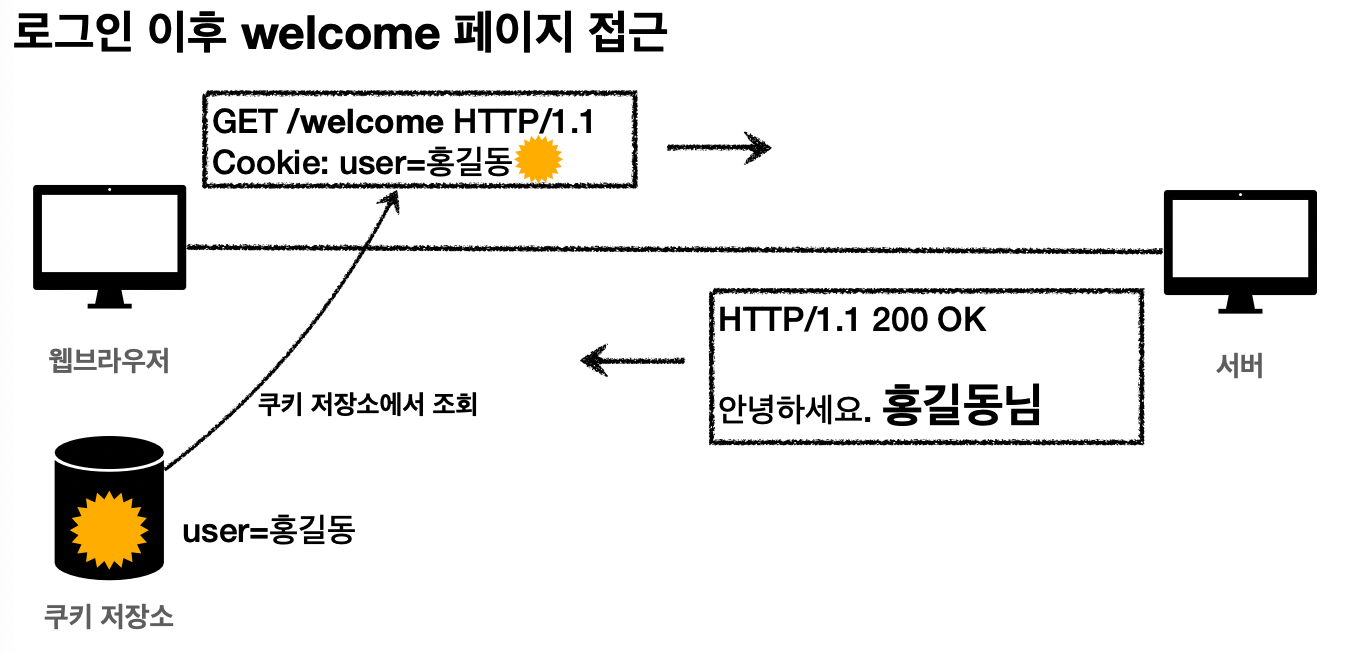 로그인 이후 welcome 페이지 접근
GET /welcome HTTP/1.1
Cookie: user=홍길동
웹브라우저
HTTP/1.1 200 OK
안녕하세요. 홍길동님
서버
쿠키 저장소에서 조회
user=홍길동
쿠키 저장소